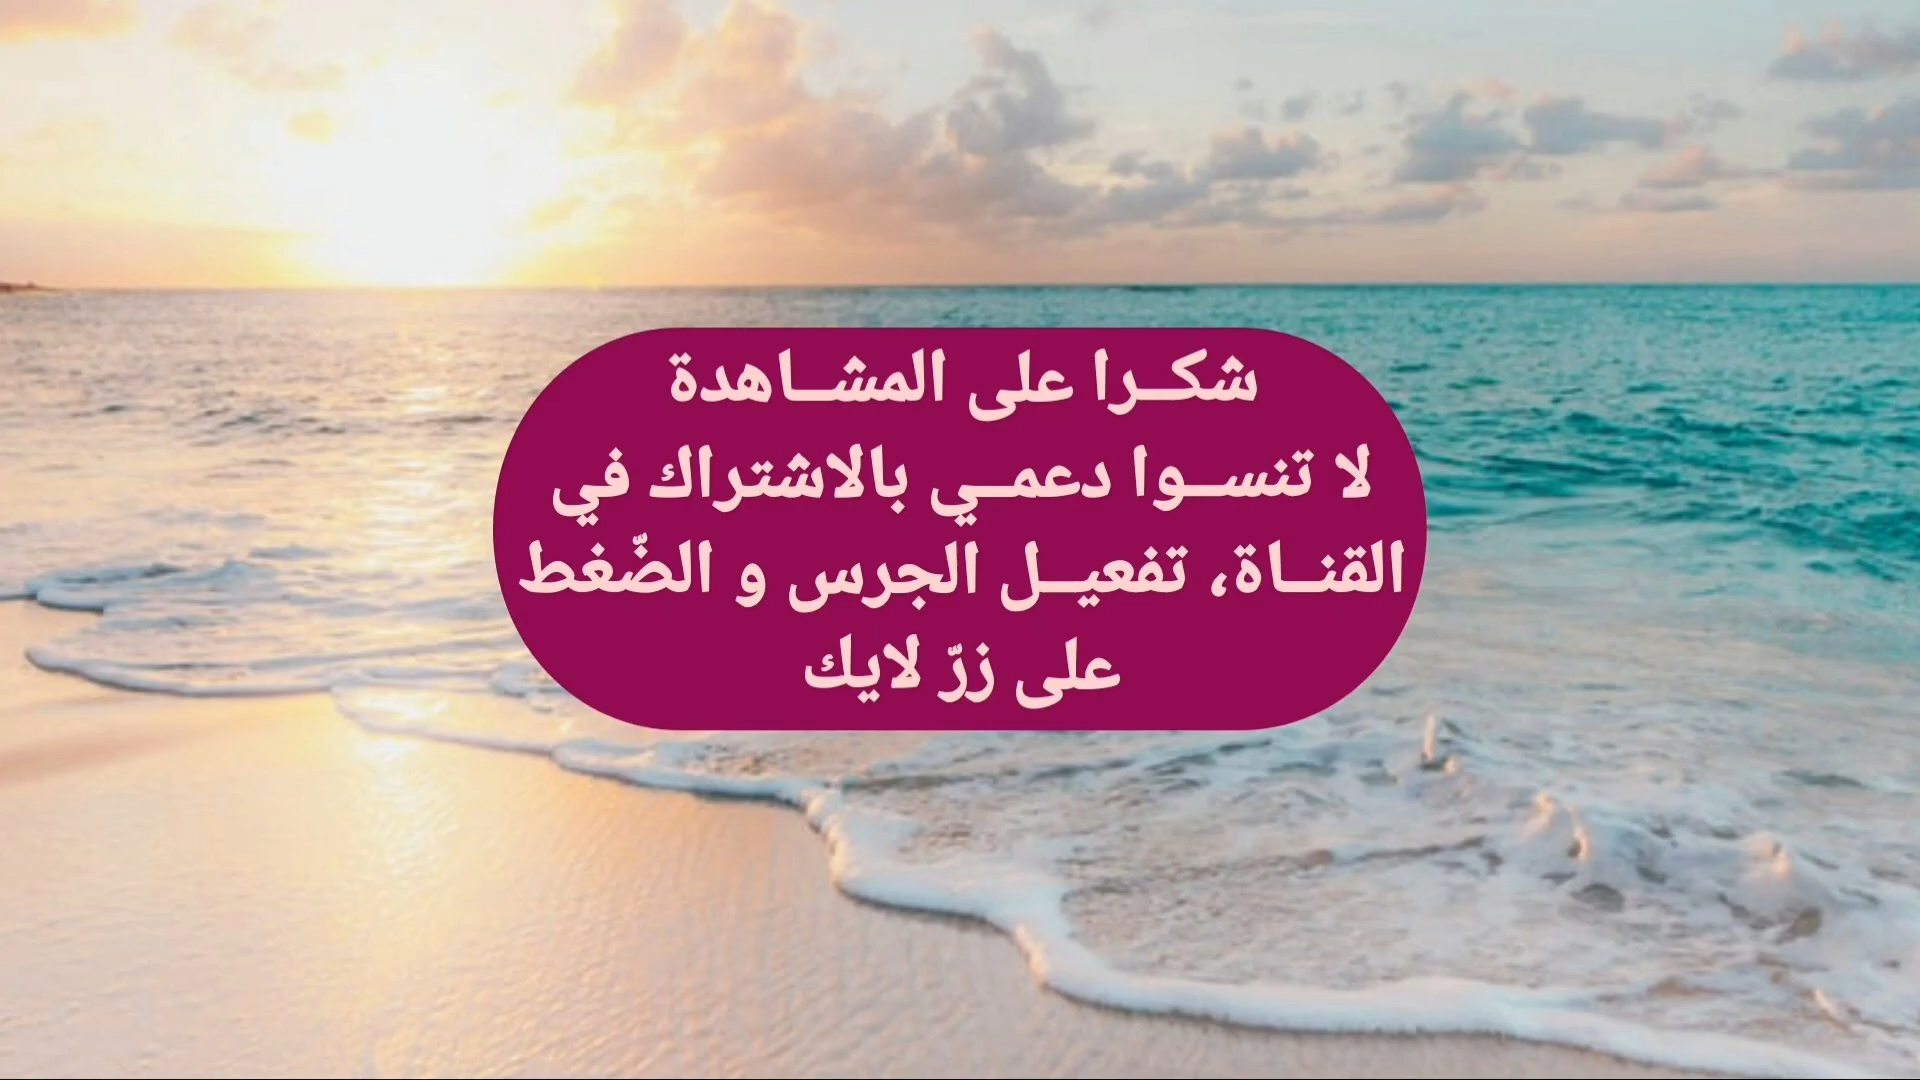 شكـرا على المشـاهدة
لا تنسـوا دعمـي بالاشتراك في
القنـاة، تفعيـل الجرس و الضّغط
على زرّ لايك